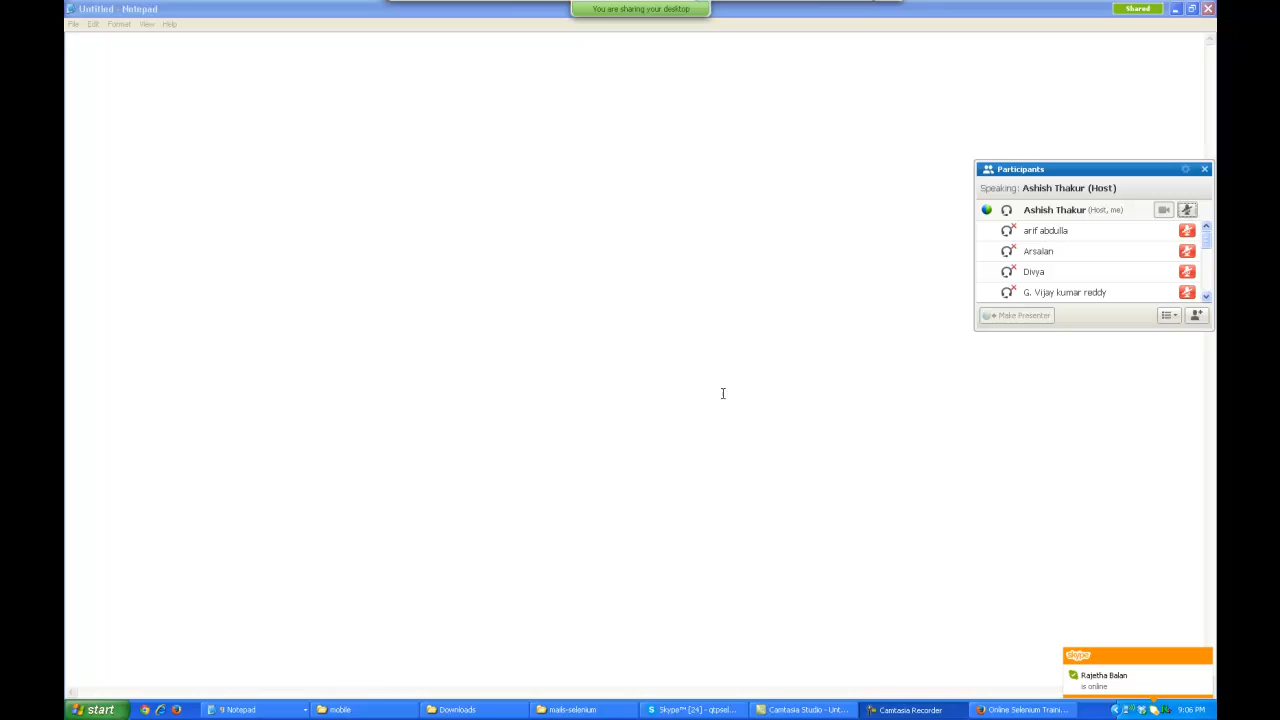 Untitled - Notepad
You are sharing your desktop
Shared
File Edit Format View Help
Participants
Speaking: Ashish Thakur (Host)
Ashish Thakur (Host, me)
arif abdulla
Arsalan
Divya
G. Vijay kumar reddy
Make Presenter
skype
Rajetha Balan
is online
start
9 Notepad
mobile
Downloads
mails-selenium
Skype™ [24] - qtpsel...
Camtasia Studio - Unt...
Camtasia Recorder
Online Selenium Traini...
9:06 PM